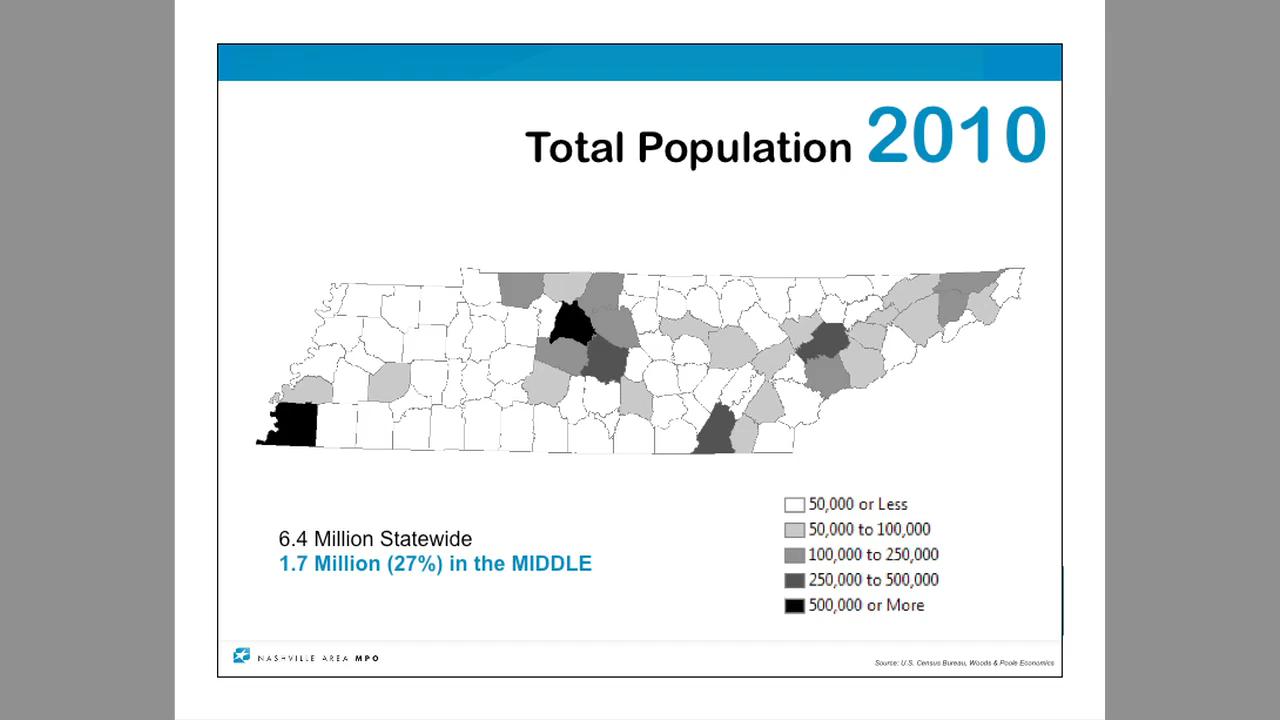 Total Population 2010
6.4 Million Statewide
1.7 Million (27%) in the MIDDLE
50,000 or Less
50,000 to 100,000
100,000 to 250,000
250,000 to 500,000
500,000 or More
NASHVILLE AREA MPO
Source: U.S. Census Bureau, Woods & Poole Economics